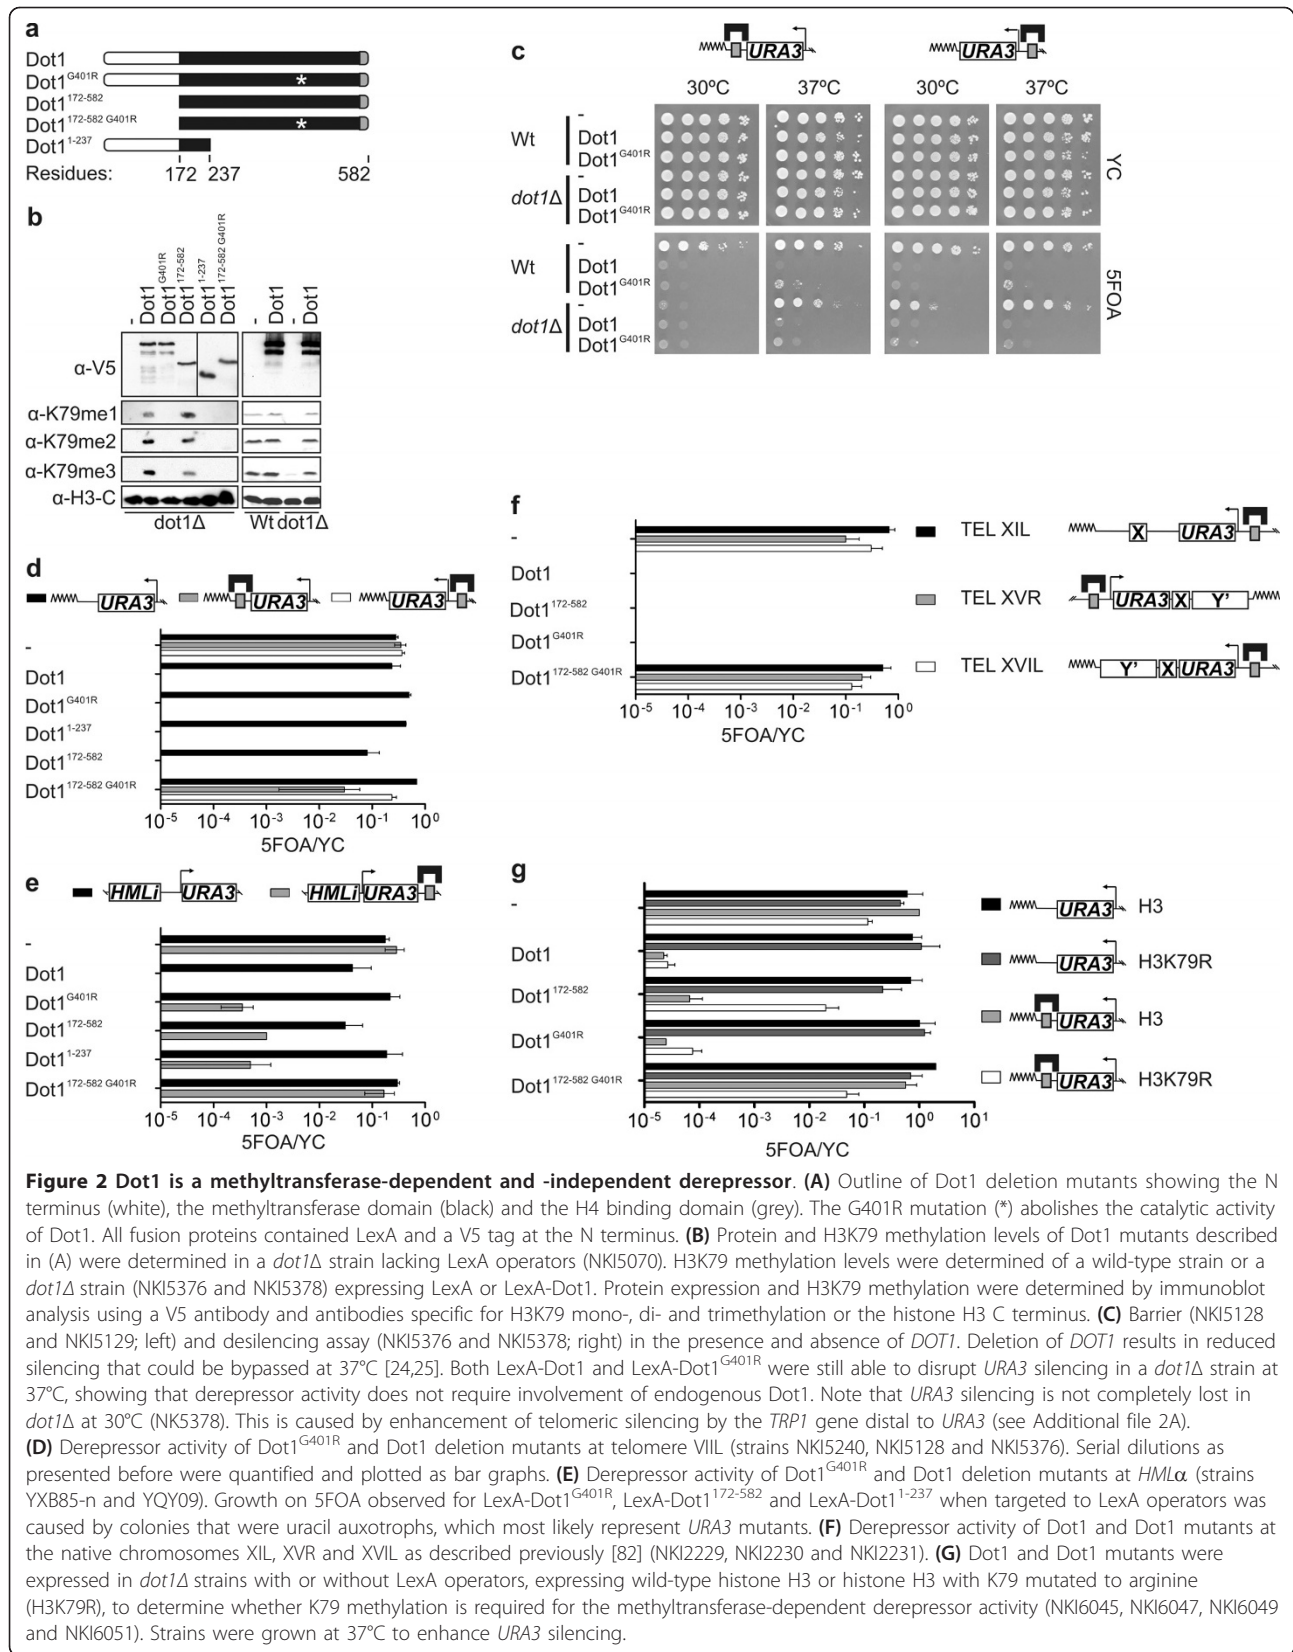 a
Dot1
Dot1G401R
Dot1172-582
Dot1172-582 G401R
Dot11-237
Residues: 172 237 582
*
*
b
- Dot1 Dot1G401R Dot1172-582 Dot11-237 Dot1172-582 G401R - Dot1 - Dot1
α-V5
α-K79me1
α-K79me2
α-K79me3
α-H3-C
dot1Δ Wt dot1Δ
c
URA3 URA3
30ºC 37ºC 30ºC 37ºC
Wt
-
Dot1
Dot1G401R
dot1Δ
-
Dot1
Dot1G401R
YC
Wt
-
Dot1
Dot1G401R
dot1Δ
-
Dot1
Dot1G401R
5FOA
d
URA3 URA3 URA3
-
Dot1
Dot1G401R
Dot11-237
Dot1172-582
Dot1172-582 G401R
10-5 10-4 10-3 10-2 10-1 100
5FOA/YC
e
HMLi URA3 HMLi URA3
-
Dot1
Dot1G401R
Dot1172-582
Dot11-237
Dot1172-582 G401R
10-5 10-4 10-3 10-2 10-1 100
5FOA/YC
f
-
Dot1
Dot1172-582
Dot1G401R
Dot1172-582 G401R
10-5 10-4 10-3 10-2 10-1 100
5FOA/YC
TEL XIL X URA3
TEL XVR URA3 X Y'
TEL XVIL Y' X URA3
g
-
Dot1
Dot1172-582
Dot1G401R
Dot1172-582 G401R
10-5 10-4 10-3 10-2 10-1 100 101
5FOA/YC
URA3 H3
URA3 H3K79R
URA3 H3
URA3 H3K79R
Figure 2 Dot1 is a methyltransferase-dependent and -independent derepressor. (A) Outline of Dot1 deletion mutants showing the N
terminus (white), the methyltransferase domain (black) and the H4 binding domain (grey). The G401R mutation (*) abolishes the catalytic activity
of Dot1. All fusion proteins contained LexA and a V5 tag at the N terminus. (B) Protein and H3K79 methylation levels of Dot1 mutants described
in (A) were determined in a dot1Δ strain lacking LexA operators (NKI5070). H3K79 methylation levels were determined of a wild-type strain or a
dot1Δ strain (NKI5376 and NKI5378) expressing LexA or LexA-Dot1. Protein expression and H3K79 methylation were determined by immunoblot
analysis using a V5 antibody and antibodies specific for H3K79 mono-, di- and trimethylation or the histone H3 C terminus. (C) Barrier (NKI5128
and NKI5129; left) and desilencing assay (NKI5376 and NKI5378; right) in the presence and absence of DOT1. Deletion of DOT1 results in reduced
silencing that could be bypassed at 37°C [24,25]. Both LexA-Dot1 and LexA-Dot1G401R were still able to disrupt URA3 silencing in a dot1Δ strain at
37°C, showing that derepressor activity does not require involvement of endogenous Dot1. Note that URA3 silencing is not completely lost in
dot1Δ at 30°C (NK5378). This is caused by enhancement of telomeric silencing by the TRP1 gene distal to URA3 (see Additional file 2A).
(D) Derepressor activity of Dot1G401R and Dot1 deletion mutants at telomere VIIL (strains NKI5240, NKI5128 and NKI5376). Serial dilutions as
presented before were quantified and plotted as bar graphs. (E) Derepressor activity of Dot1G401R and Dot1 deletion mutants at HMLα (strains
YXB85-n and YQY09). Growth on 5FOA observed for LexA-Dot1G401R, LexA-Dot1172-582 and LexA-Dot11-237 when targeted to LexA operators was
caused by colonies that were uracil auxotrophs, which most likely represent URA3 mutants. (F) Derepressor activity of Dot1 and Dot1 mutants at
the native chromosomes XIL, XVR and XVIL as described previously [82] (NKI2229, NKI2230 and NKI2231). (G) Dot1 and Dot1 mutants were
expressed in dot1Δ strains with or without LexA operators, expressing wild-type histone H3 or histone H3 with K79 mutated to arginine
(H3K79R), to determine whether K79 methylation is required for the methyltransferase-dependent derepressor activity (NKI6045, NKI6047, NKI6049
and NKI6051). Strains were grown at 37°C to enhance URA3 silencing.